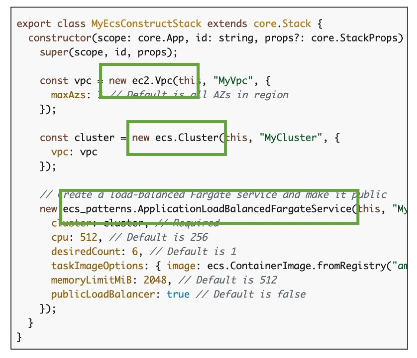 export class MyEcsConstructStack extends core.Stack {
constructor(scope: core.App, id: string, props?: core.StackProps)
super(scope, id, props);
const vpc = new ec2.Vpc(this, "MyVpc", {
maxAzs: // Default is all AZs in region
});
const cluster = new ecs.Cluster(this, "MyCluster", {
vpc: vpc
});
// Create a load-balanced Fargate service and make it public
new ecs_patterns.ApplicationLoadBalancedFargateService(this, "My
cluster: cluster, // Required
cpu: 512, // Default is 256
desiredCount: 6, // Default is 1
taskImageOptions: { image: ecs.ContainerImage.fromRegistry("am
memoryLimitMiB: 2048, // Default is 512
publicLoadBalancer: true // Default is false
});
}
}